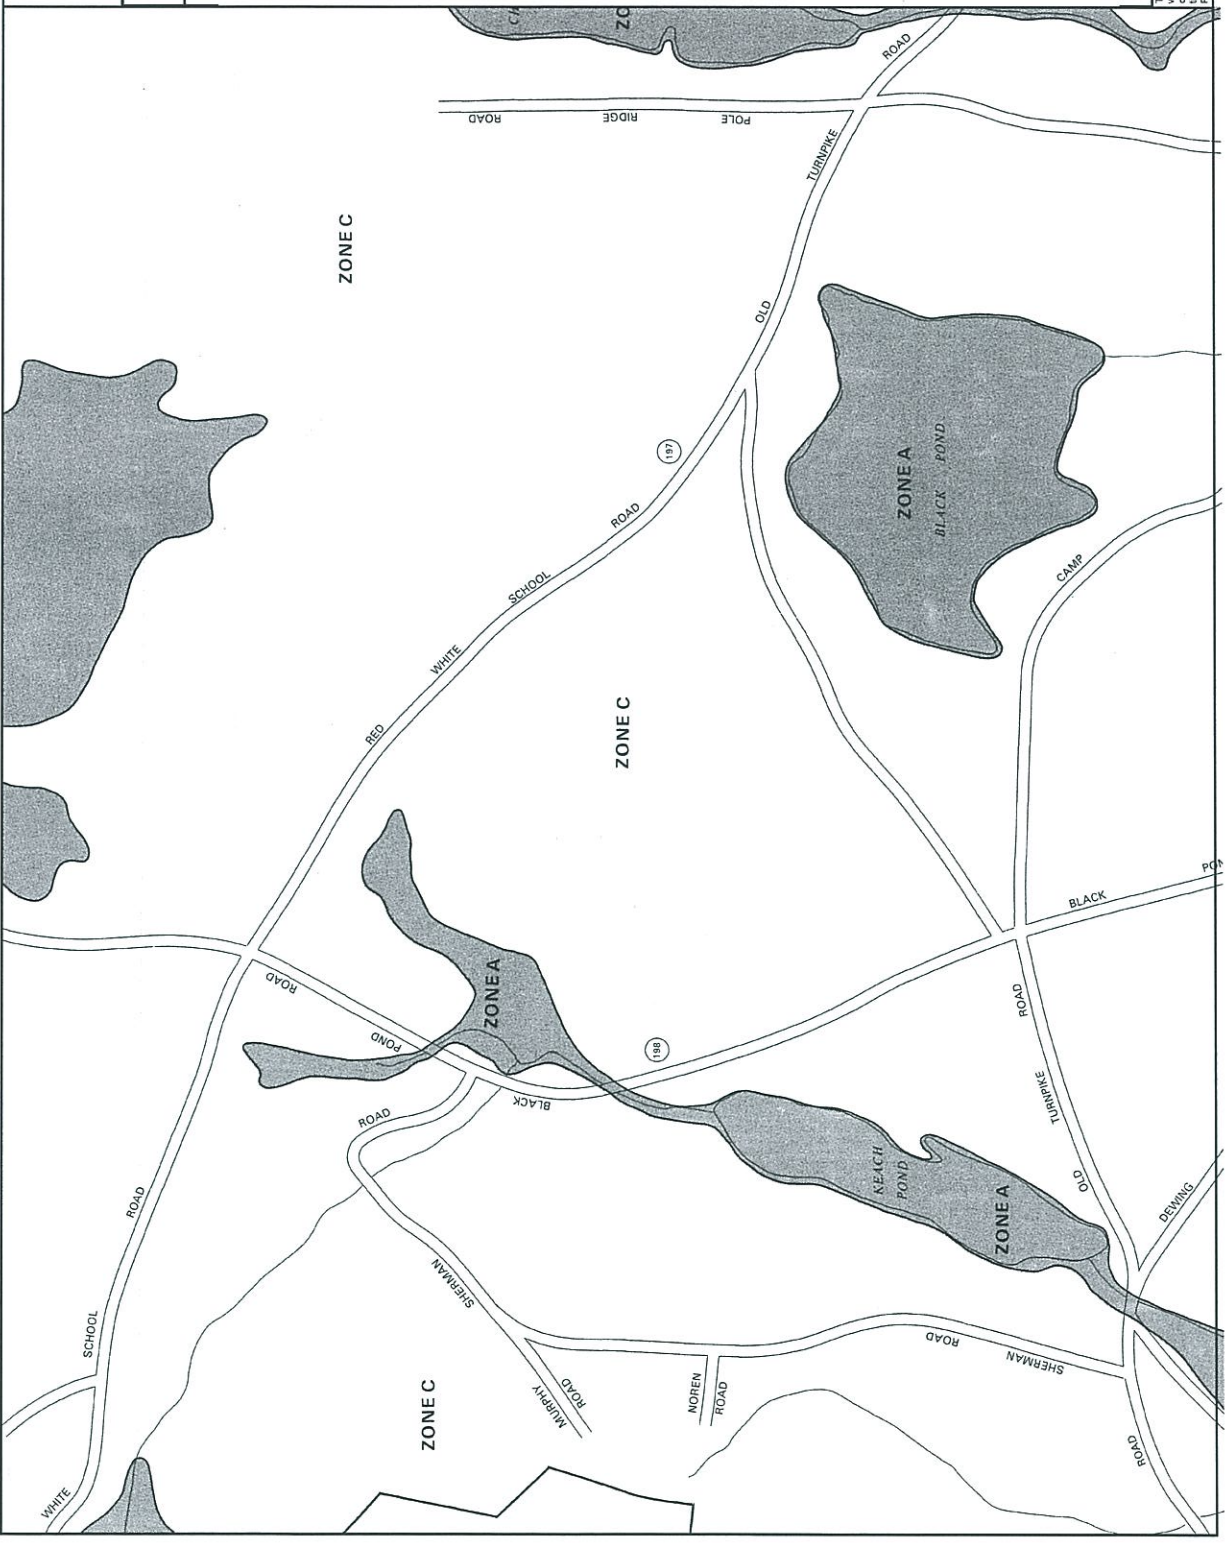 ZO
ROAD
ROAD
RIDGE
POLE
TURNPIKE
ZONE C
OLD
197
ZONE A
BLACK POND
ROAD
SCHOOL
WHITE
RED
CAMP
ZONE C
BLACK
ROAD
POND
ZONE A
198
BLACK
ROAD
TURNPIKE
OLD
ROAD
KEACH
POND
ZONE A
DEWING
ROAD
SHERMAN
SCHOOL
ROAD
SHERMAN
MURPHY
ROAD
NOREN
ROAD
ZONE C
WHITE
ROAD